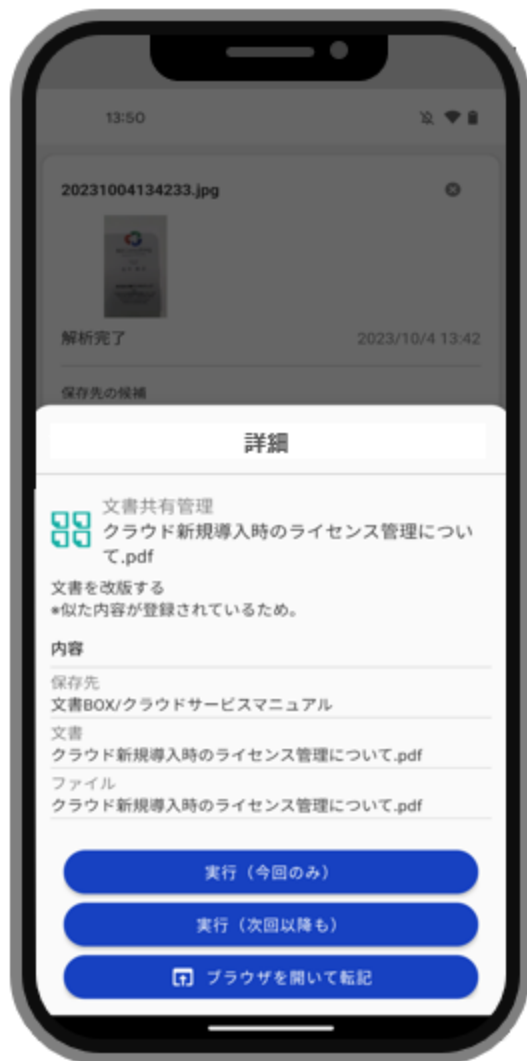 13:50
20231004134233.jpg
解析完了
2023/10/4 13:42
保存先の候補
詳細
文書共有管理
クラウド新規導入時のライセンス管理につい
て.pdf
文書を改版する
*似た内容が登録されているため。
内容
保存先
文書BOX/クラウドサービスマニュアル
文書
クラウド新規導入時のライセンス管理について.pdf
ファイル
クラウド新規導入時のライセンス管理について.pdf
実行（今回のみ）
実行（次回以降も）
ブラウザを開いて転記